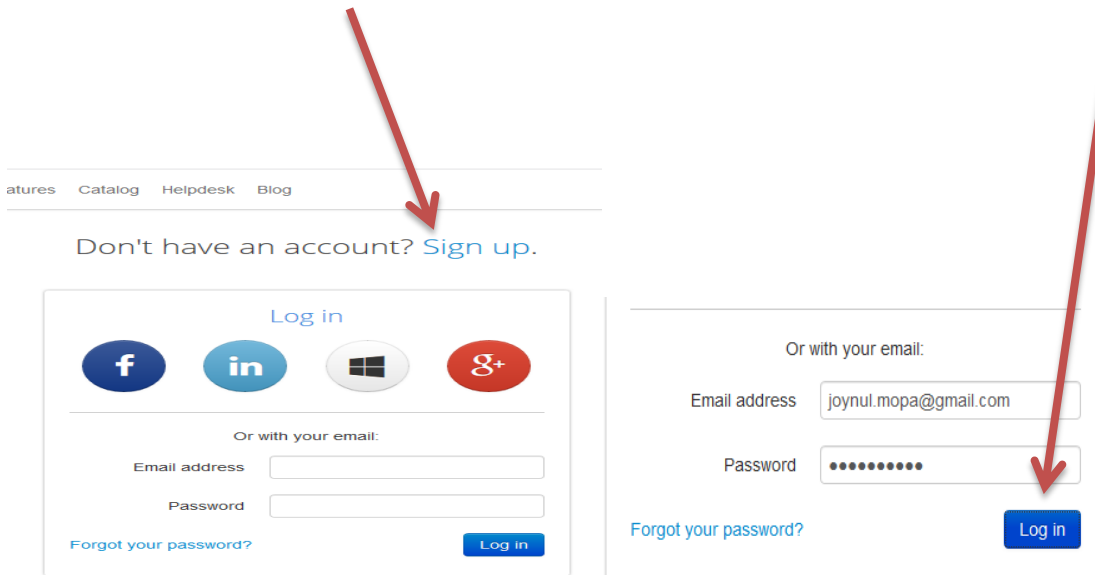 atures Catalog Helpdesk Blog
Don't have an account? Sign up.
Log in
f in g+
Or with your email:
Email address
Password
Forgot your password? Log in
Or with your email:
Email address joynul.mopa@gmail.com
Password ••••••••••
Forgot your password? Log in